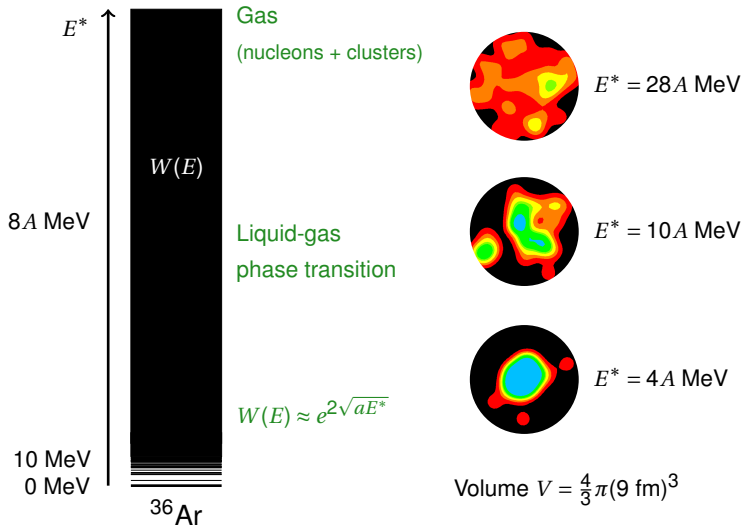 E*
Gas
(nucleons + clusters)
E* = 28A MeV
W(E)
8A MeV
Liquid-gas
phase transition
E* = 10A MeV
E* = 4A MeV
W(E) ≈ e^{2√(aE*)}
10 MeV
0 MeV
³⁶Ar
Volume V = 4/3 π(9 fm)³